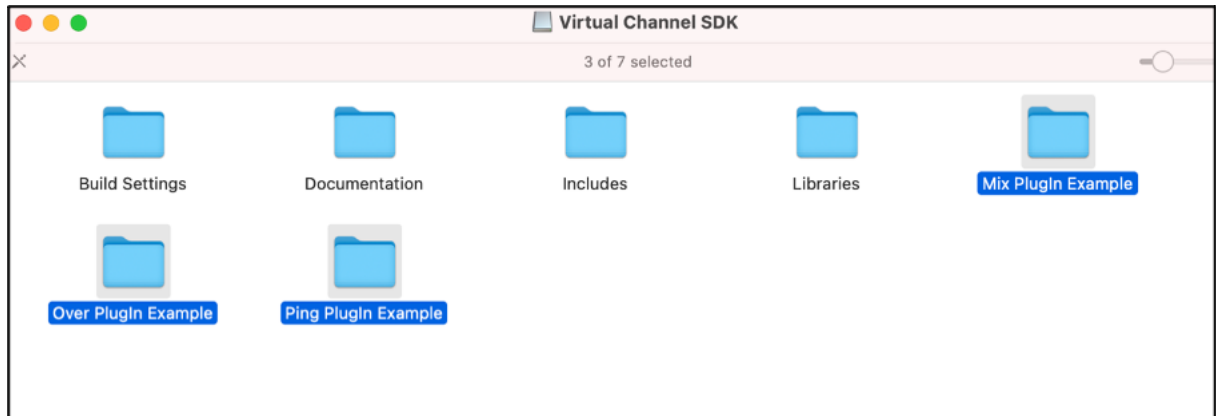 Virtual Channel SDK
3 of 7 selected
Build Settings
Documentation
Includes
Libraries
Mix PlugIn Example
Over PlugIn Example
Ping PlugIn Example